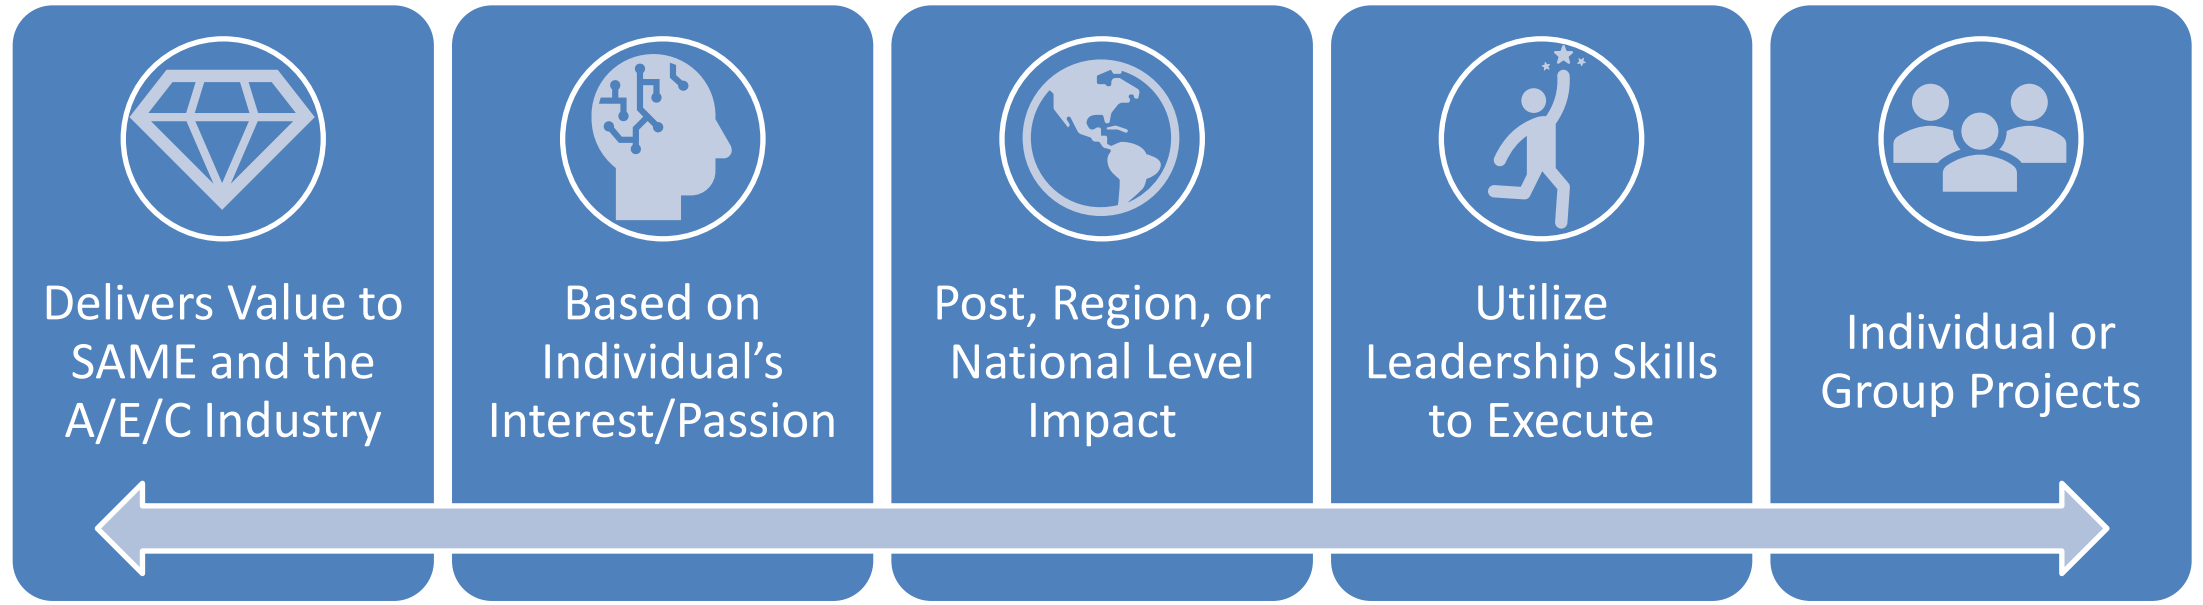 Delivers Value to
SAME and the
A/E/C Industry
Based on
Individual’s
Interest/Passion
Post, Region, or
National Level
Impact
Utilize
Leadership Skills
to Execute
Individual or
Group Projects